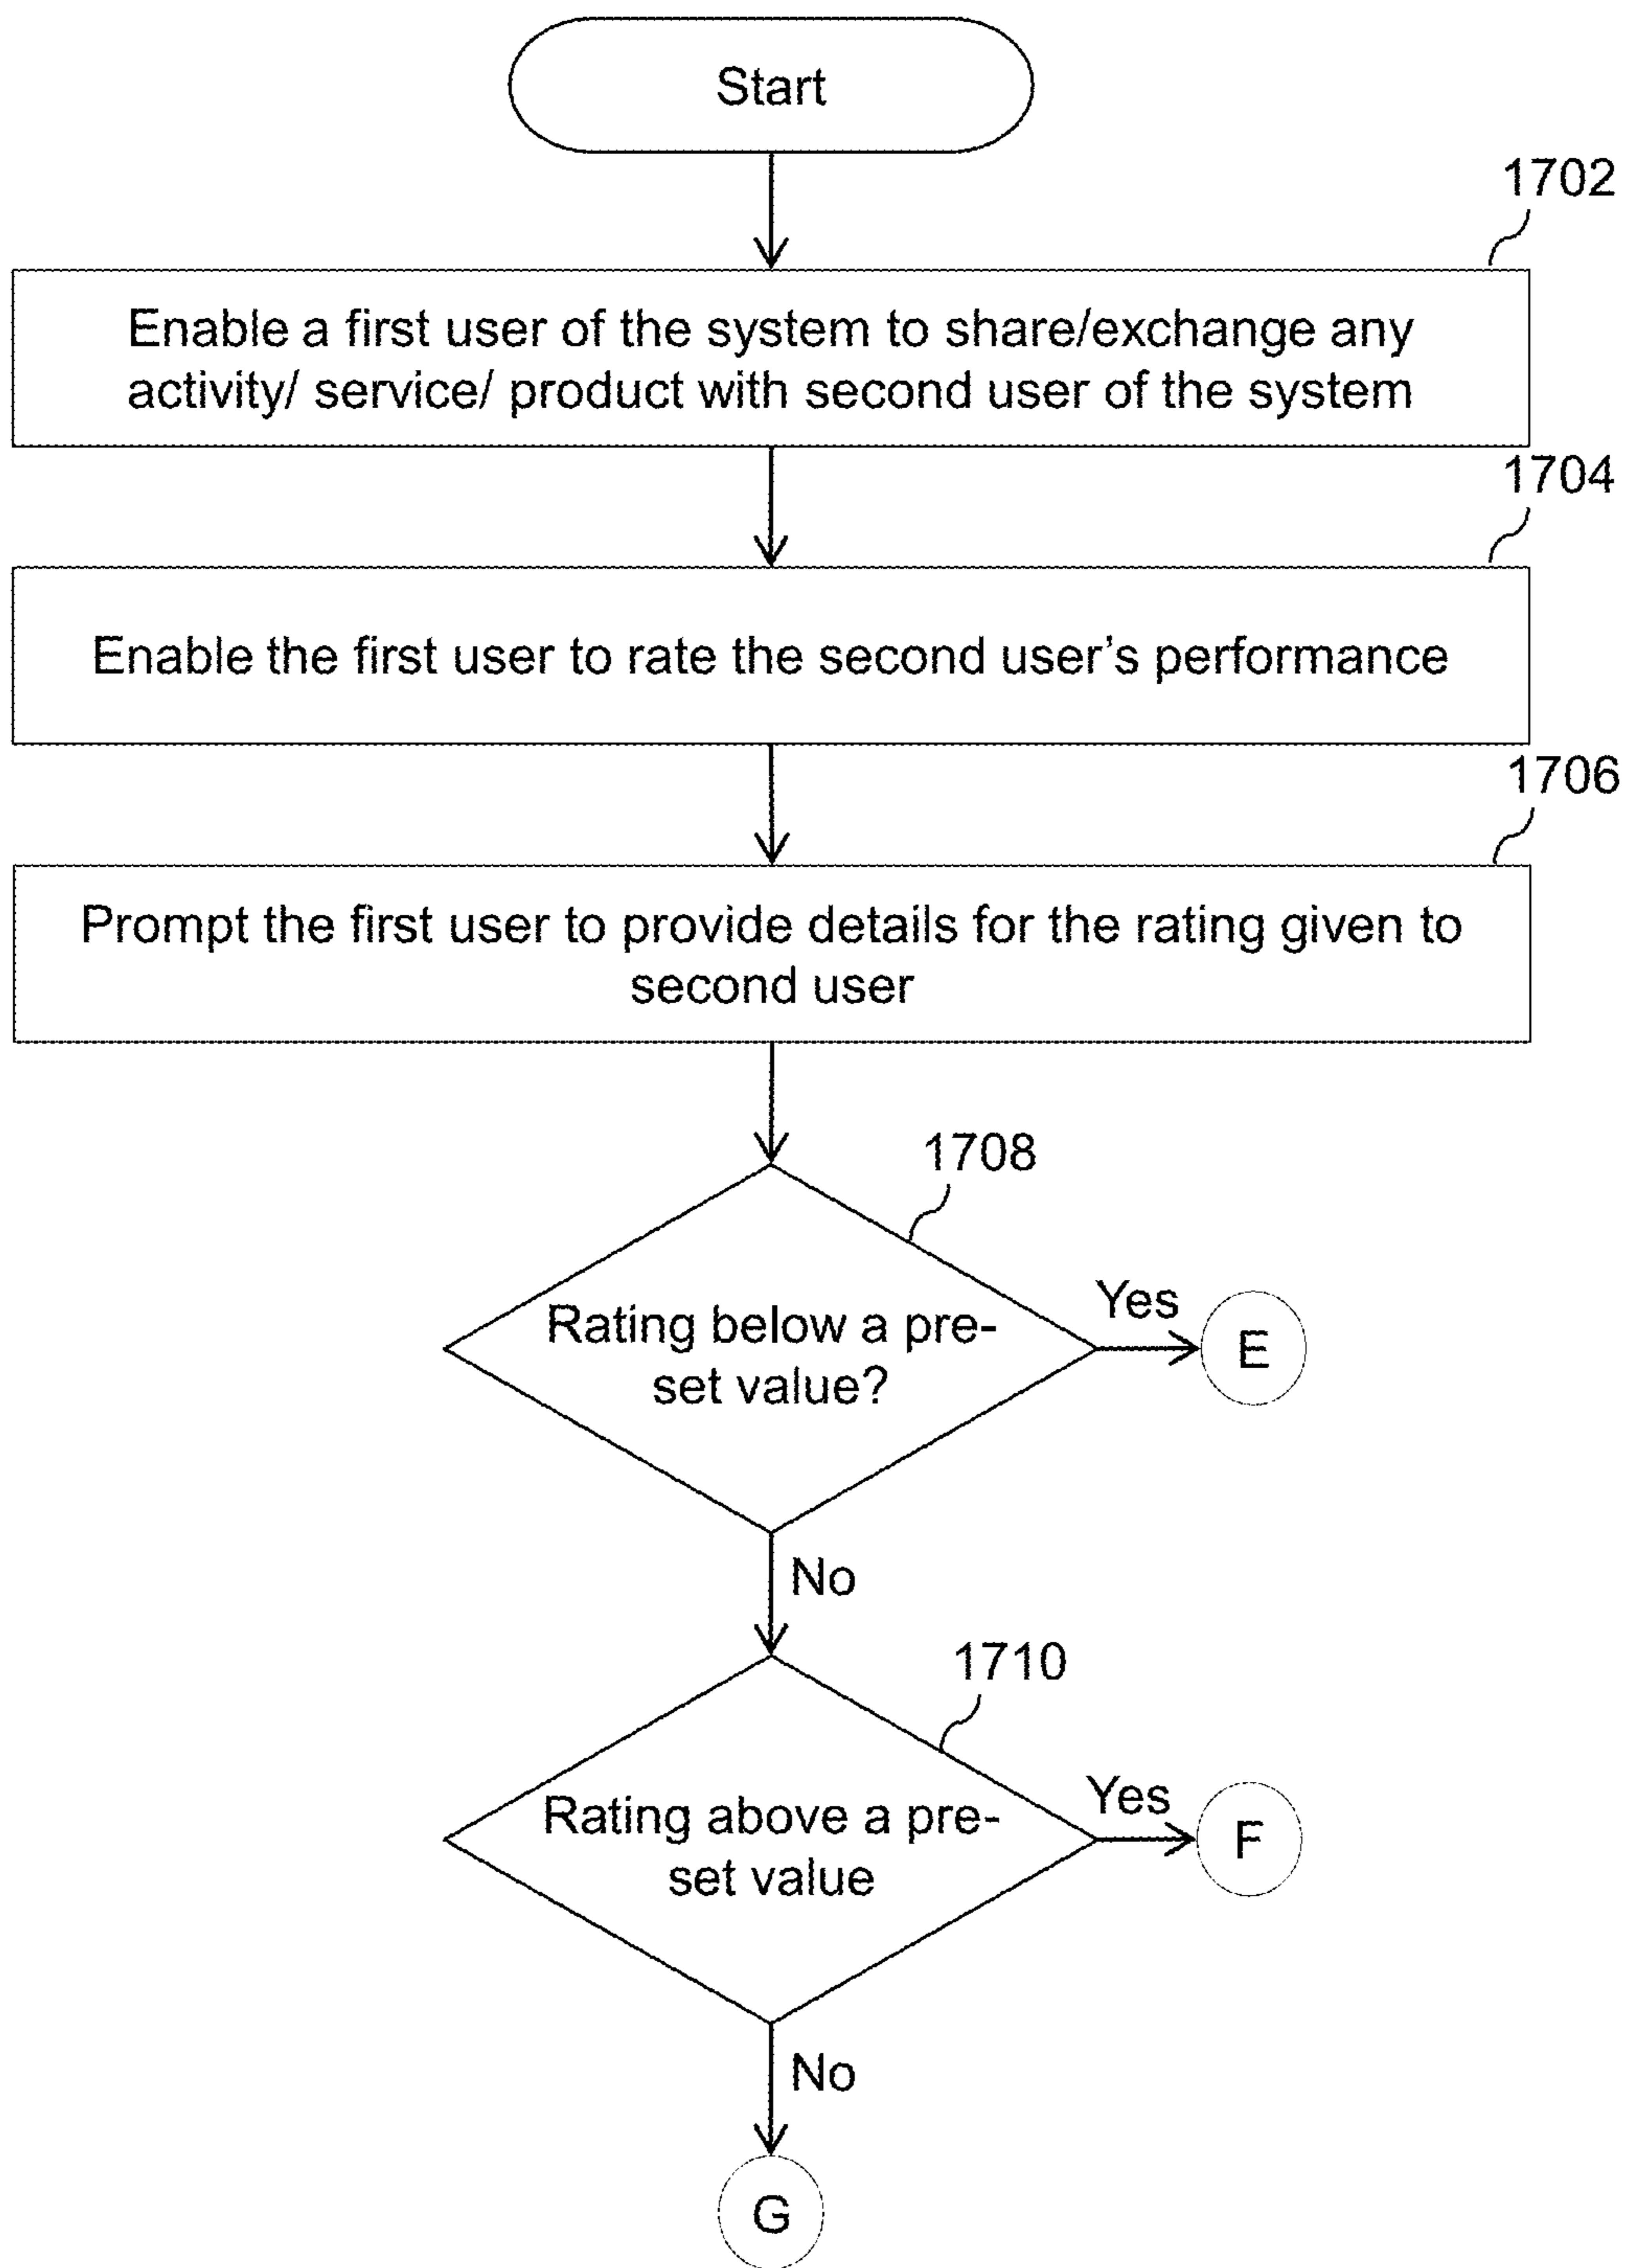 Start
1702
Enable a first user of the system to share/exchange any
activity/ service/ product with second user of the system
1704
Enable the first user to rate the second user’s performance
1706
Prompt the first user to provide details for the rating given to
second user
1708
Rating below a pre-
set value?
Yes
E
No
1710
Rating above a pre-
set value
Yes
F
No
G